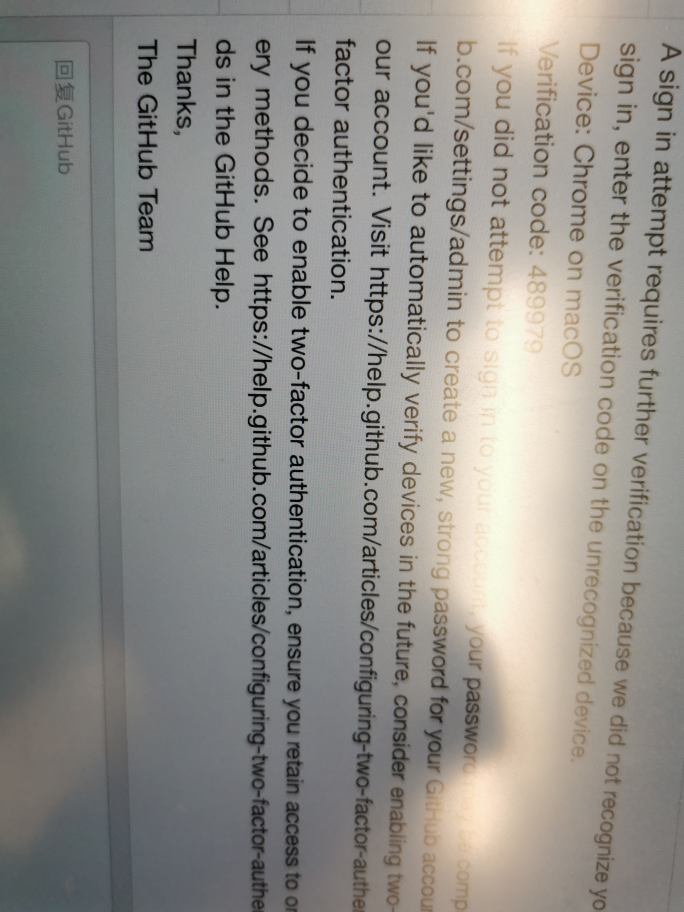 A sign in attempt requires further verification because we did not recognize yo
sign in, enter the verification code on the unrecognized device.
Device: Chrome on macOS
Verification code: 489979
If you did not attempt to sign in to your account, your password may be comp
b.com/settings/admin to create a new, strong password for your GitHub accour
If you'd like to automatically verify devices in the future, consider enabling two-
our account. Visit https://help.github.com/articles/configuring-two-factor-authe
factor authentication.
If you decide to enable two-factor authentication, ensure you retain access to or
ery methods. See https://help.github.com/articles/configuring-two-factor-authe
ds in the GitHub Help.
Thanks,
The GitHub Team
回复GitHub